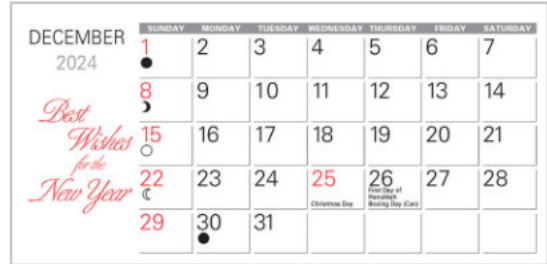 DECEMBER
2024
Best
Wishes
for the
New Year
SUNDAY MONDAY TUESDAY WEDNESDAY THURSDAY FRIDAY SATURDAY
1 2 3 4 5 6 7
8 9 10 11 12 13 14
15 16 17 18 19 20 21
22 23 24 25 26 27 28
Christmas Day
First Day of
Hanukkah
Boxing Day (Can)
29 30 31